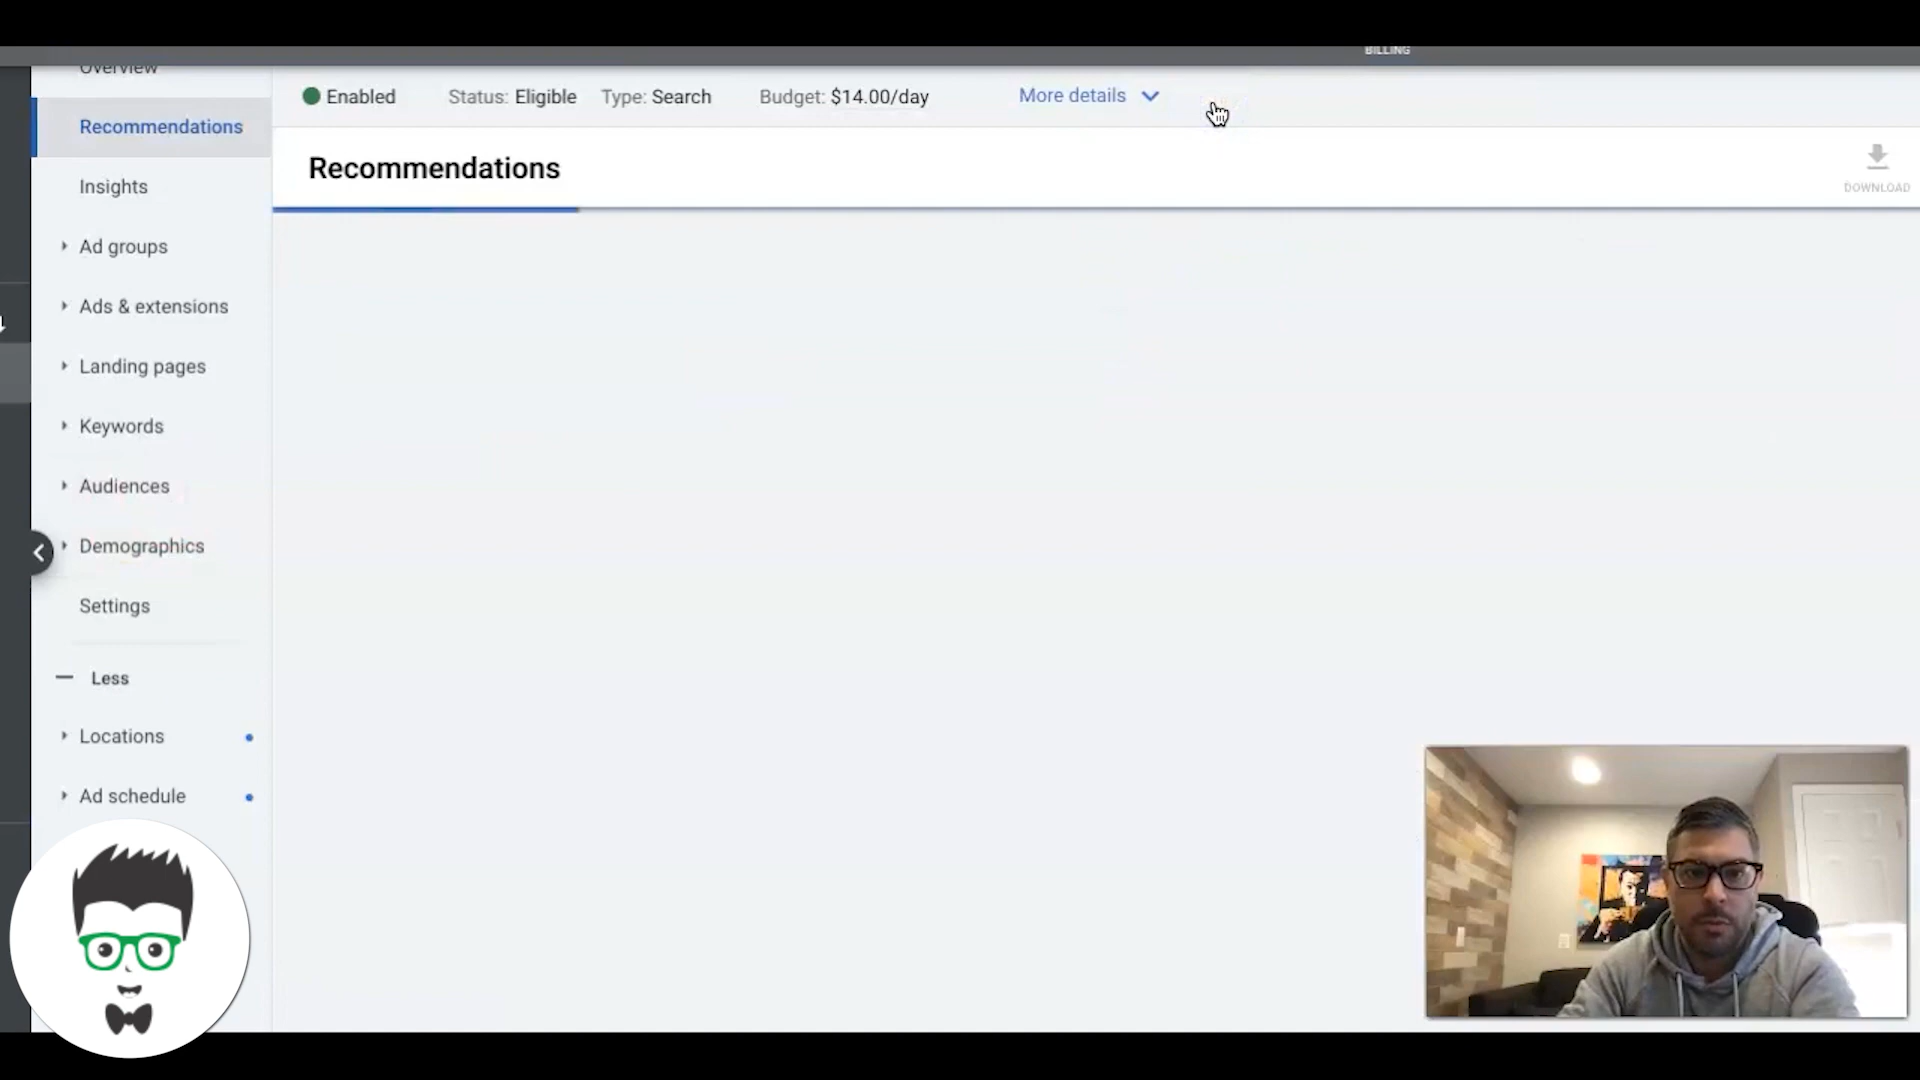 BILLING
Overview
Enabled Status: Eligible Type: Search Budget: $14.00/day More details
Recommendations
Recommendations
DOWNLOAD
Insights
Ad groups
Ads & extensions
Landing pages
Keywords
Audiences
Demographics
Settings
Less
Locations
Ad schedule